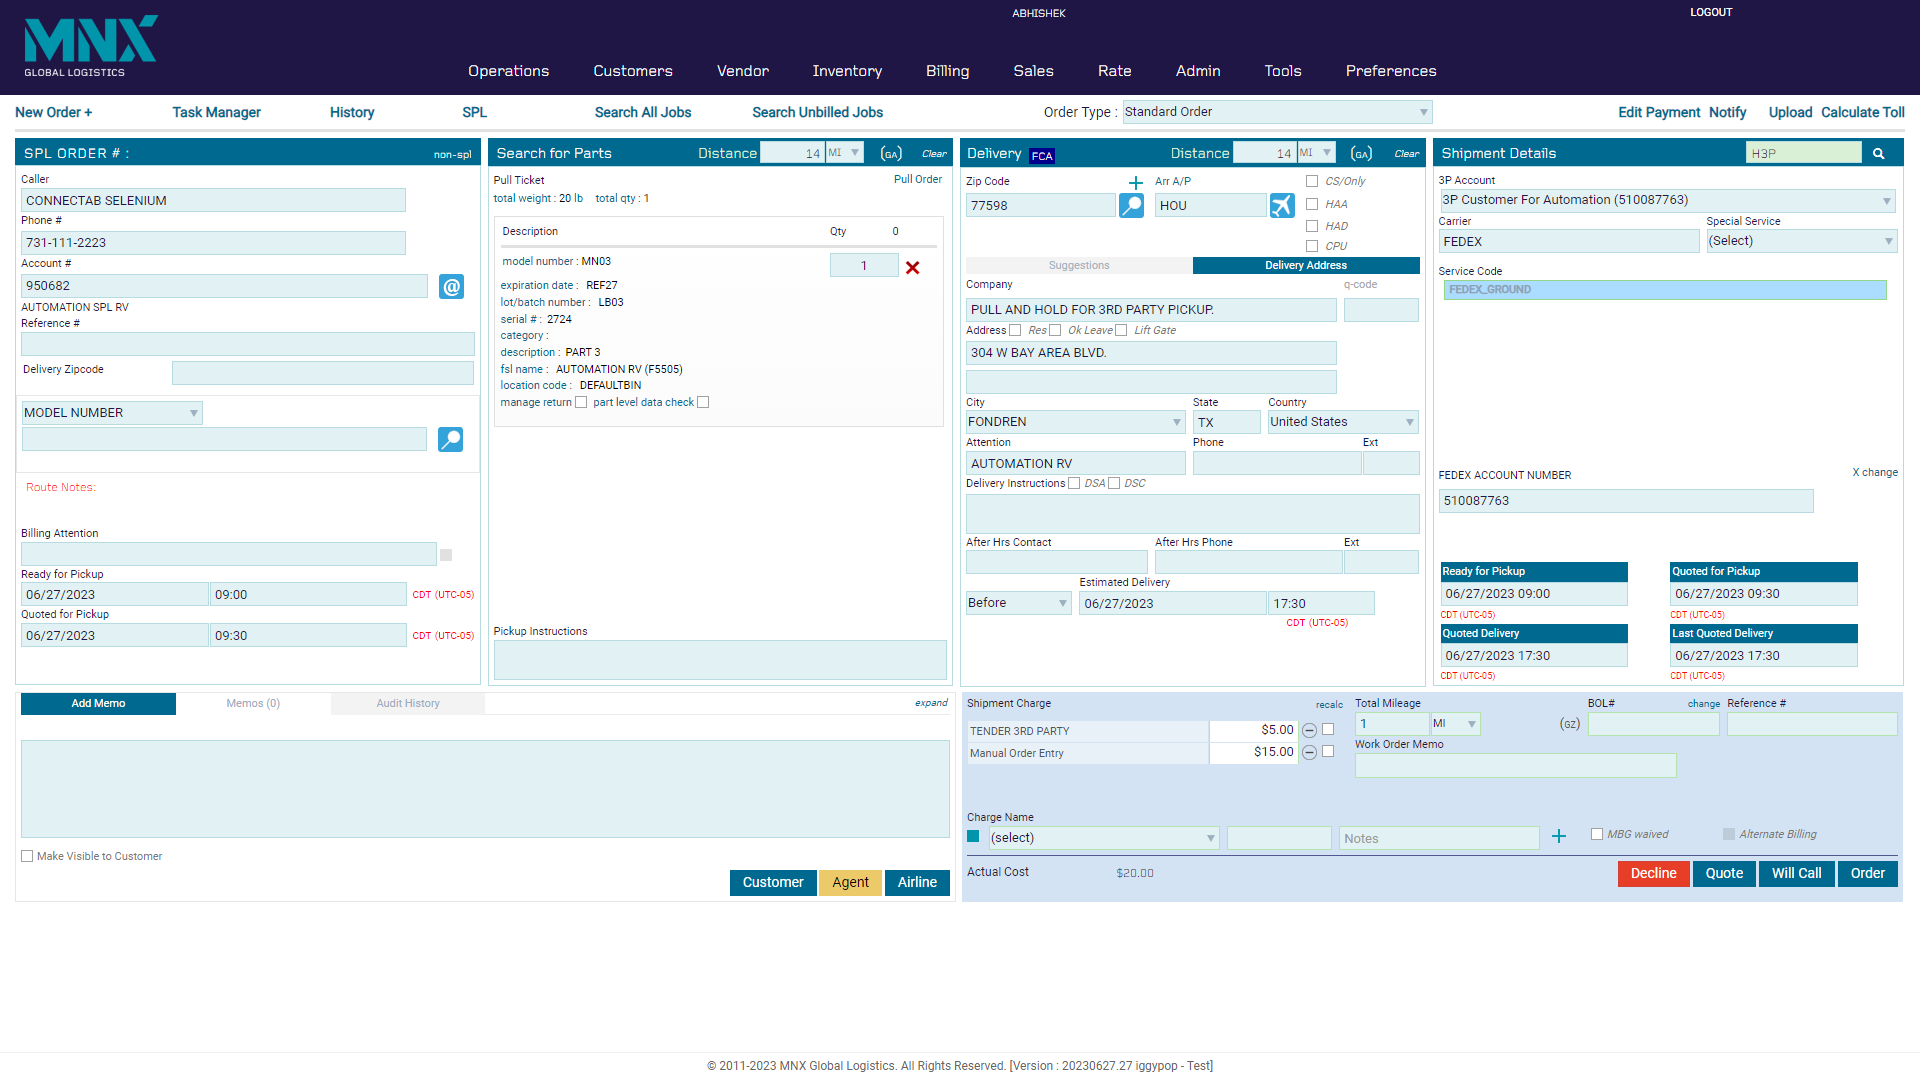 MNX
GLOBAL LOGISTICS
ABHISHEK
LOGOUT
Operations Customers Vendor Inventory Billing Sales Rate Admin Tools Preferences
New Order + Task Manager History SPL Search All Jobs Search Unbilled Jobs Order Type : Standard Order Edit Payment Notify Upload Calculate Toll
SPL ORDER # : non-spl
Caller
CONNECTAB SELENIUM
Phone #
731-111-2223
Account #
950682
@
AUTOMATION SPL RV
Reference #
Delivery Zipcode
MODEL NUMBER
Route Notes:
Billing Attention
Ready for Pickup
06/27/2023 09:00 CDT (UTC-05)
Quoted for Pickup
06/27/2023 09:30 CDT (UTC-05)
Search for Parts Distance 14 MI (GA) Clear
Pull Ticket Pull Order
total weight : 20 lb total qty : 1
Description Qty 0
model number : MN03 1
expiration date : REF27
lot/batch number : LB03
serial # : 2724
category :
description : PART 3
fsl name : AUTOMATION RV (F5505)
location code : DEFAULTBIN
manage return part level data check
Pickup Instructions
Delivery FCA Distance 14 MI (GA) Clear
Zip Code + Arr A/P CS/Only
77598 HOU HAA
HAD
CPU
Suggestions Delivery Address
Company q-code
PULL AND HOLD FOR 3RD PARTY PICKUP.
Address Res Ok Leave Lift Gate
304 W BAY AREA BLVD.
City State Country
FONDREN TX United States
Attention Phone Ext
AUTOMATION RV
Delivery Instructions DSA DSC
After Hrs Contact After Hrs Phone Ext
Estimated Delivery
Before 06/27/2023 17:30
CDT (UTC-05)
Shipment Details H3P
3P Account
3P Customer For Automation (510087763)
Carrier Special Service
FEDEX (Select)
Service Code
FEDEX_GROUND
FEDEX ACCOUNT NUMBER X change
510087763
Ready for Pickup Quoted for Pickup
06/27/2023 09:00 06/27/2023 09:30
CDT (UTC-05) CDT (UTC-05)
Quoted Delivery Last Quoted Delivery
06/27/2023 17:30 06/27/2023 17:30
CDT (UTC-05) CDT (UTC-05)
Add Memo Memos (0) Audit History expand
Make Visible to Customer
Customer Agent Airline
Shipment Charge recalc Total Mileage BOL# change Reference #
TENDER 3RD PARTY $5.00 1 MI (GZ)
Manual Order Entry $15.00 Work Order Memo
Charge Name
(select) Notes + MBG waived Alternate Billing
Actual Cost $20.00 Decline Quote Will Call Order
© 2011-2023 MNX Global Logistics. All Rights Reserved. [Version : 20230627.27 iggypop - Test]